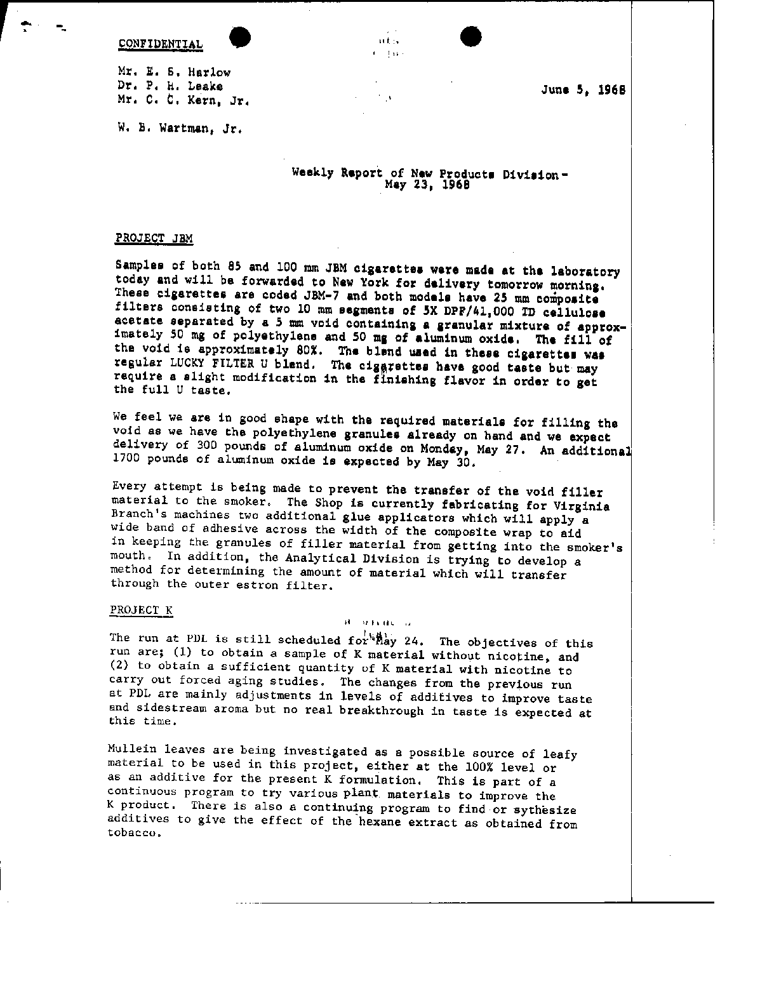 CONFIDENTIAL
Mr. E. S. Harlow
Dr. P. H. Leake
Mr. C. C. Kern, Jr.
June 5, 1968
W. B. Wartman, Jr.
Weekly Report of New Products Division-
May 23, 1968
PROJECT JBM
Samples of both 85 and 100 mm JBM cigarettes were made at the laboratory
today and will be forwarded to New York for delivery tomorrow morning.
These cigarettes are coded JBM-7 and both models have 25 mm composite
filters consisting of two 10 mm segments of 5X DPF/41,000 TD cellulose
acetate separated by a 5 mm void containing a granular mixture of approx-
imately 50 mg of polyethylene and 50 mg of aluminum oxide. The fill of
the void is approximately 80%. The blend used in these cigarettes was
regular LUCKY FILTER U blend. The cigarettes have good taste but may
require a slight modification in the finishing flavor in order to get
the full U taste.
We feel we are in good shape with the required materials for filling the
void as we have the polyethylene granules already on hand and we expect
delivery of 300 pounds of aluminum oxide on Monday, May 27. An additional
1700 pounds of aluminum oxide is expected by May 30.
Every attempt is being made to prevent the transfer of the void filler
material to the smoker. The Shop is currently fabricating for Virginia
Branch's machines two additional glue applicators which will apply a
wide band of adhesive across the width of the composite wrap to aid
in keeping the granules of filler material from getting into the smoker's
mouth. In addition, the Analytical Division is trying to develop a
method for determining the amount of material which will transfer
through the outer estron filter.
PROJECT K
The run at PDL is still scheduled for May 24. The objectives of this
run are; (1) to obtain a sample of K material without nicotine, and
(2) to obtain a sufficient quantity of K material with nicotine to
carry out forced aging studies. The changes from the previous run
at PDL are mainly adjustments in levels of additives to improve taste
and sidestream aroma but no real breakthrough in taste is expected at
this time.
Mullein leaves are being investigated as a possible source of leafy
material to be used in this project, either at the 100% level or
as an additive for the present K formulation. This is part of a
continuous program to try various plant materials to improve the
K product. There is also a continuing program to find or sythesize
additives to give the effect of the hexane extract as obtained from
tobacco.